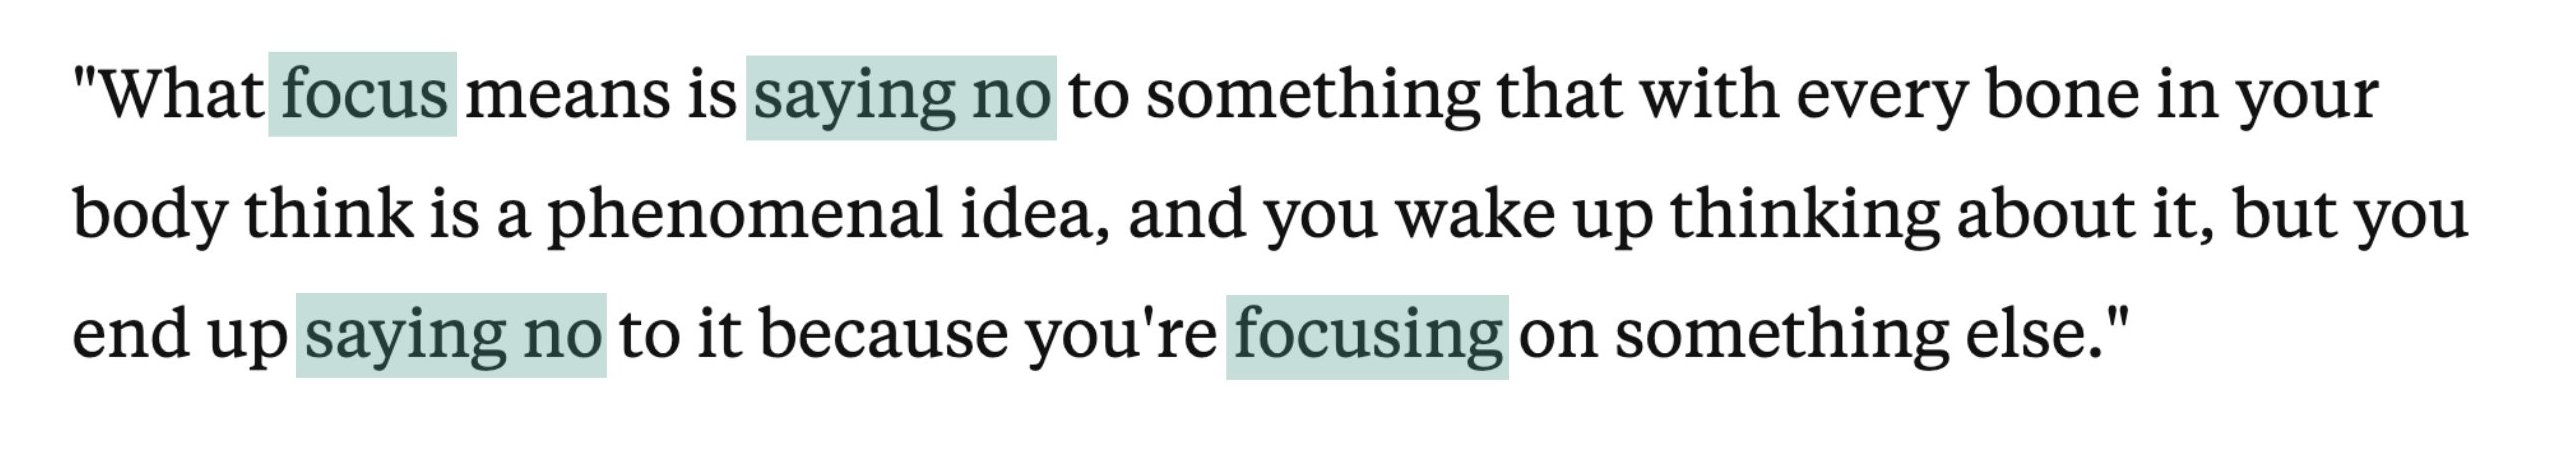 "What focus means is saying no to something that with every bone in your
body think is a phenomenal idea, and you wake up thinking about it, but you
end up saying no to it because you're focusing on something else."